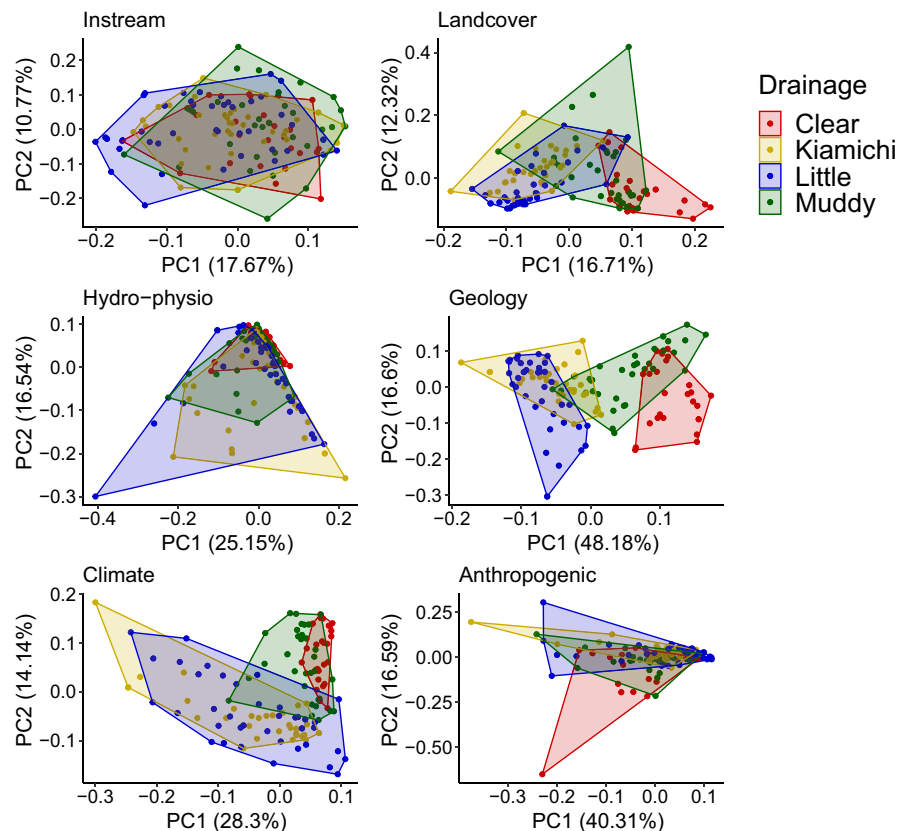 Instream
0.2
0.1
0.0
−0.1
−0.2
PC2 (10.77%)
−0.2
−0.1
0.0
0.1
PC1 (17.67%)
Landcover
0.4
0.2
0.0
PC2 (12.32%)
−0.2
−0.1
0.0
0.1
0.2
PC1 (16.71%)
Drainage
Clear
Kiamichi
Little
Muddy
Hydro−physio
0.1
0.0
−0.1
−0.2
−0.3
PC2 (16.54%)
−0.4
−0.2
0.0
0.2
PC1 (25.15%)
Geology
0.1
0.0
−0.1
−0.2
−0.3
PC2 (16.6%)
−0.2
−0.1
0.0
0.1
PC1 (48.18%)
Climate
0.2
0.1
0.0
−0.1
PC2 (14.14%)
−0.3
−0.2
−0.1
0.0
0.1
PC1 (28.3%)
Anthropogenic
0.25
0.00
−0.25
−0.50
PC2 (16.59%)
−0.3
−0.2
−0.1
0.0
0.1
PC1 (40.31%)